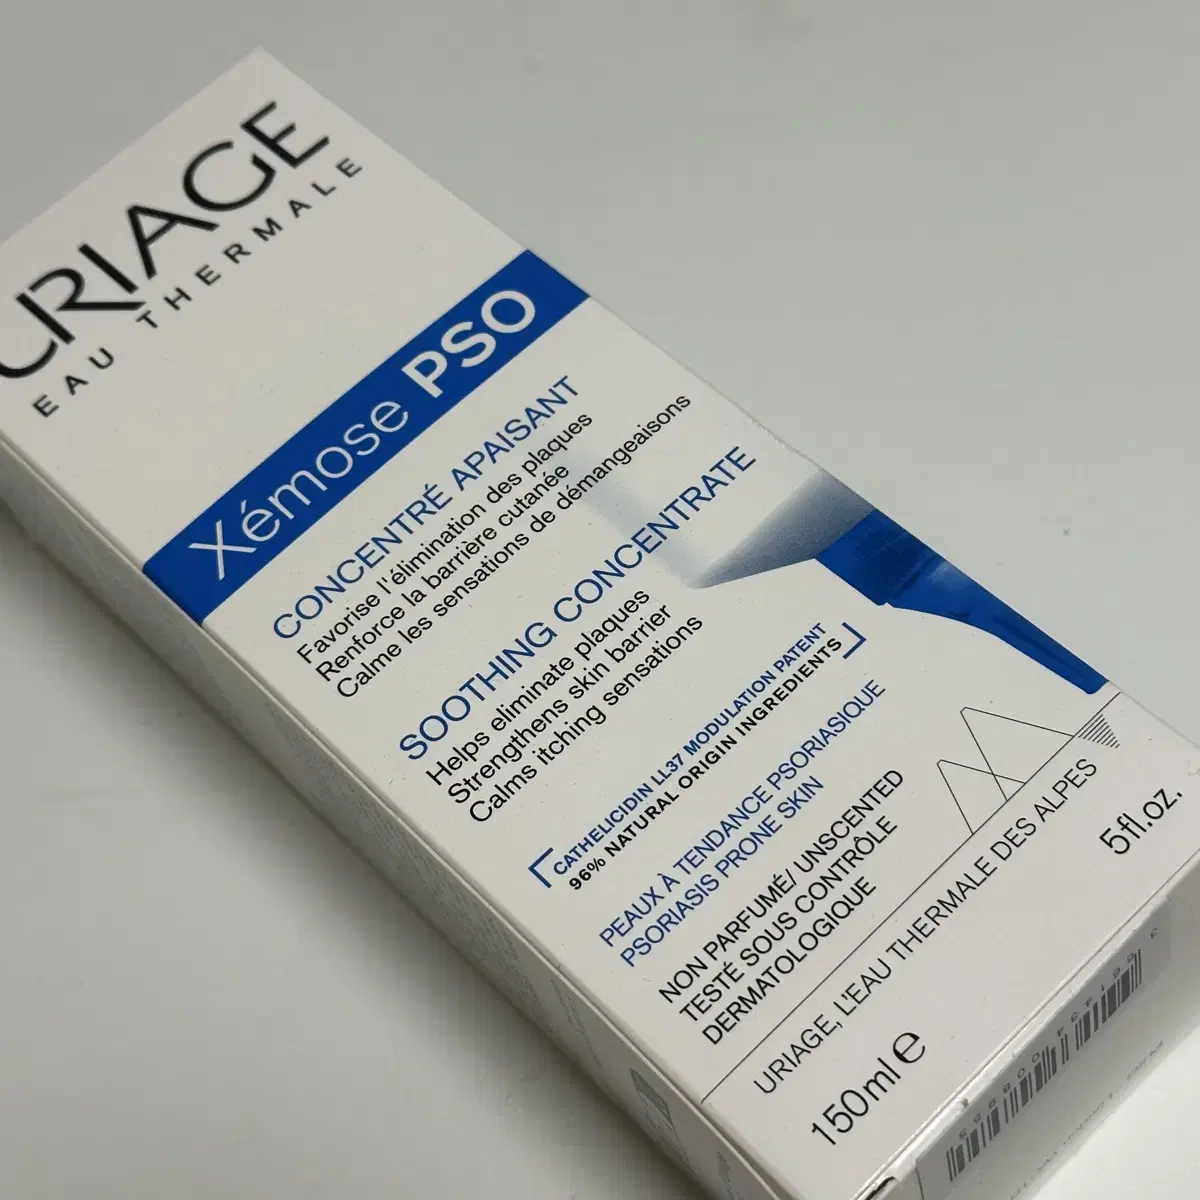 URIAGE
EAU THERMALE
Xémose PSO
CONCENTRÉ APAISANT
Favorise l'élimination des plaques
Renforce la barrière cutanée
Calme les sensations de démangeaisons
SOOTHING CONCENTRATE
Helps eliminate plaques
Strengthens skin barrier
Calms itching sensations
CATHELICIDIN LL37 MODULATION PATENT
96% NATURAL ORIGIN INGREDIENTS
PEAUX À TENDANCE PSORIASIQUE
PSORIASIS PRONE SKIN
NON PARFUMÉ/ UNSCENTED
TESTÉ SOUS CONTRÔLE
DERMATOLOGIQUE
URIAGE, L'EAU THERMALE DES ALPES
150ml e
5fl.oz.